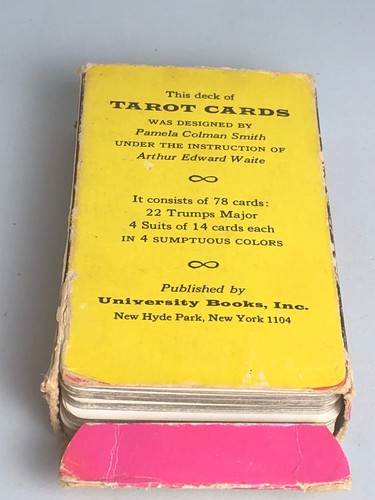 This deck of
TAROT CARDS
WAS DESIGNED BY
Pamela Colman Smith
UNDER THE INSTRUCTION OF
Arthur Edward Waite
It consists of 78 cards:
22 Trumps Major
4 Suits of 14 cards each
IN 4 SUMPTUOUS COLORS
Published by
University Books, Inc.
New Hyde Park, New York 1104